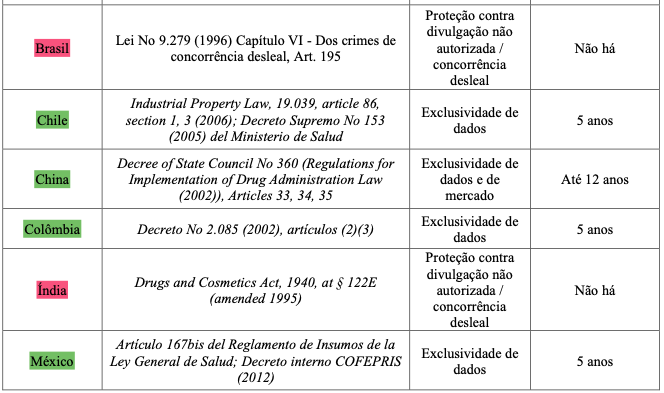 Brasil
Lei No 9.279 (1996) Capítulo VI - Dos crimes de
concorrência desleal, Art. 195
Proteção contra
divulgação não
autorizada /
concorrência
desleal
Não há
Chile
Industrial Property Law, 19.039, article 86,
section 1, 3 (2006); Decreto Supremo No 153
(2005) del Ministerio de Salud
Exclusividade de
dados
5 anos
China
Decree of State Council No 360 (Regulations for
Implementation of Drug Administration Law
(2002)), Articles 33, 34, 35
Exclusividade de
dados e de
mercado
Até 12 anos
Colômbia
Decreto No 2.085 (2002), artículos (2)(3)
Exclusividade de
dados
5 anos
Índia
Drugs and Cosmetics Act, 1940, at § 122E
(amended 1995)
Proteção contra
divulgação não
autorizada /
concorrência
desleal
Não há
México
Artículo 167bis del Reglamento de Insumos de la
Ley General de Salud; Decreto interno COFEPRIS
(2012)
Exclusividade de
dados
5 anos